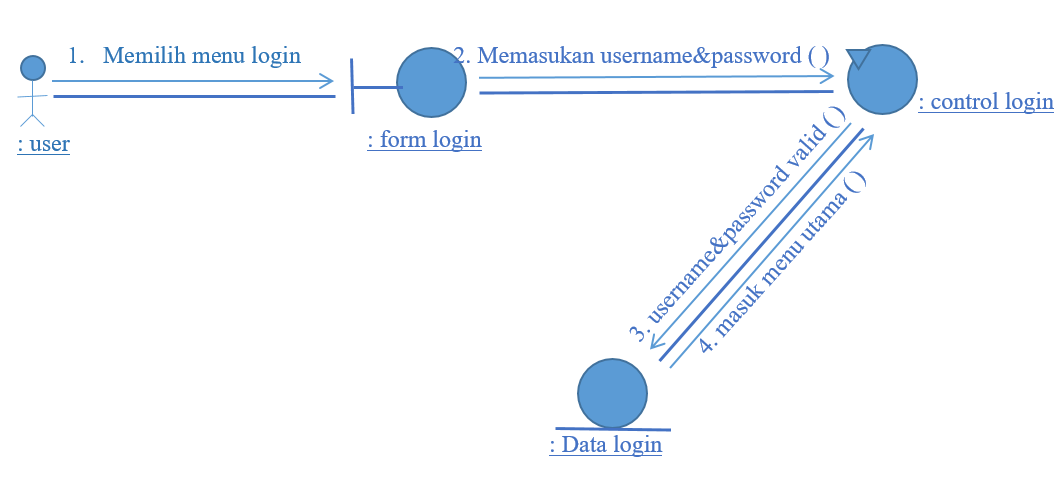 1. Memilih menu login
2. Memasukan username&password ( )
: user
: form login
: control login
3. username&password valid ( )
4. masuk menu utama ( )
: Data login